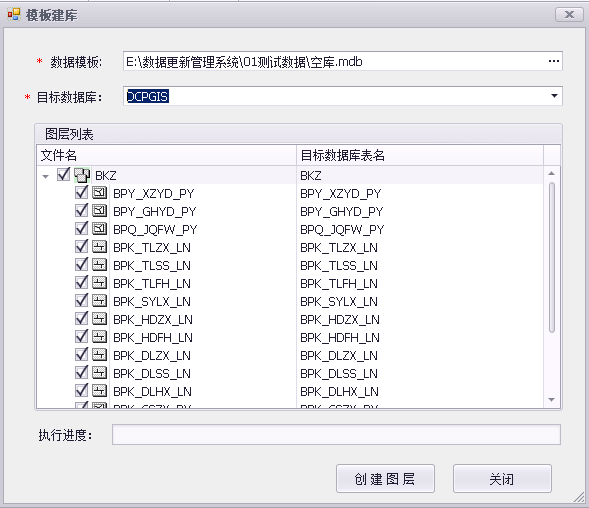 模板建库
* 数据模板: E:\数据更新管理系统\01测试数据\空库.mdb ...
* 目标数据库: DCPGIS
图层列表
文件名 目标数据库表名
BKZ BKZ
BPY_XZYD_PY BPY_XZYD_PY
BPY_GHYD_PY BPY_GHYD_PY
BPQ_JQFW_PY BPQ_JQFW_PY
BPK_TLZX_LN BPK_TLZX_LN
BPK_TLSS_LN BPK_TLSS_LN
BPK_TLFH_LN BPK_TLFH_LN
BPK_SYLX_LN BPK_SYLX_LN
BPK_HDZX_LN BPK_HDZX_LN
BPK_HDFH_LN BPK_HDFH_LN
BPK_DLZX_LN BPK_DLZX_LN
BPK_DLSS_LN BPK_DLSS_LN
BPK_DLHX_LN BPK_DLHX_LN
执行进度:
创建图层 关闭